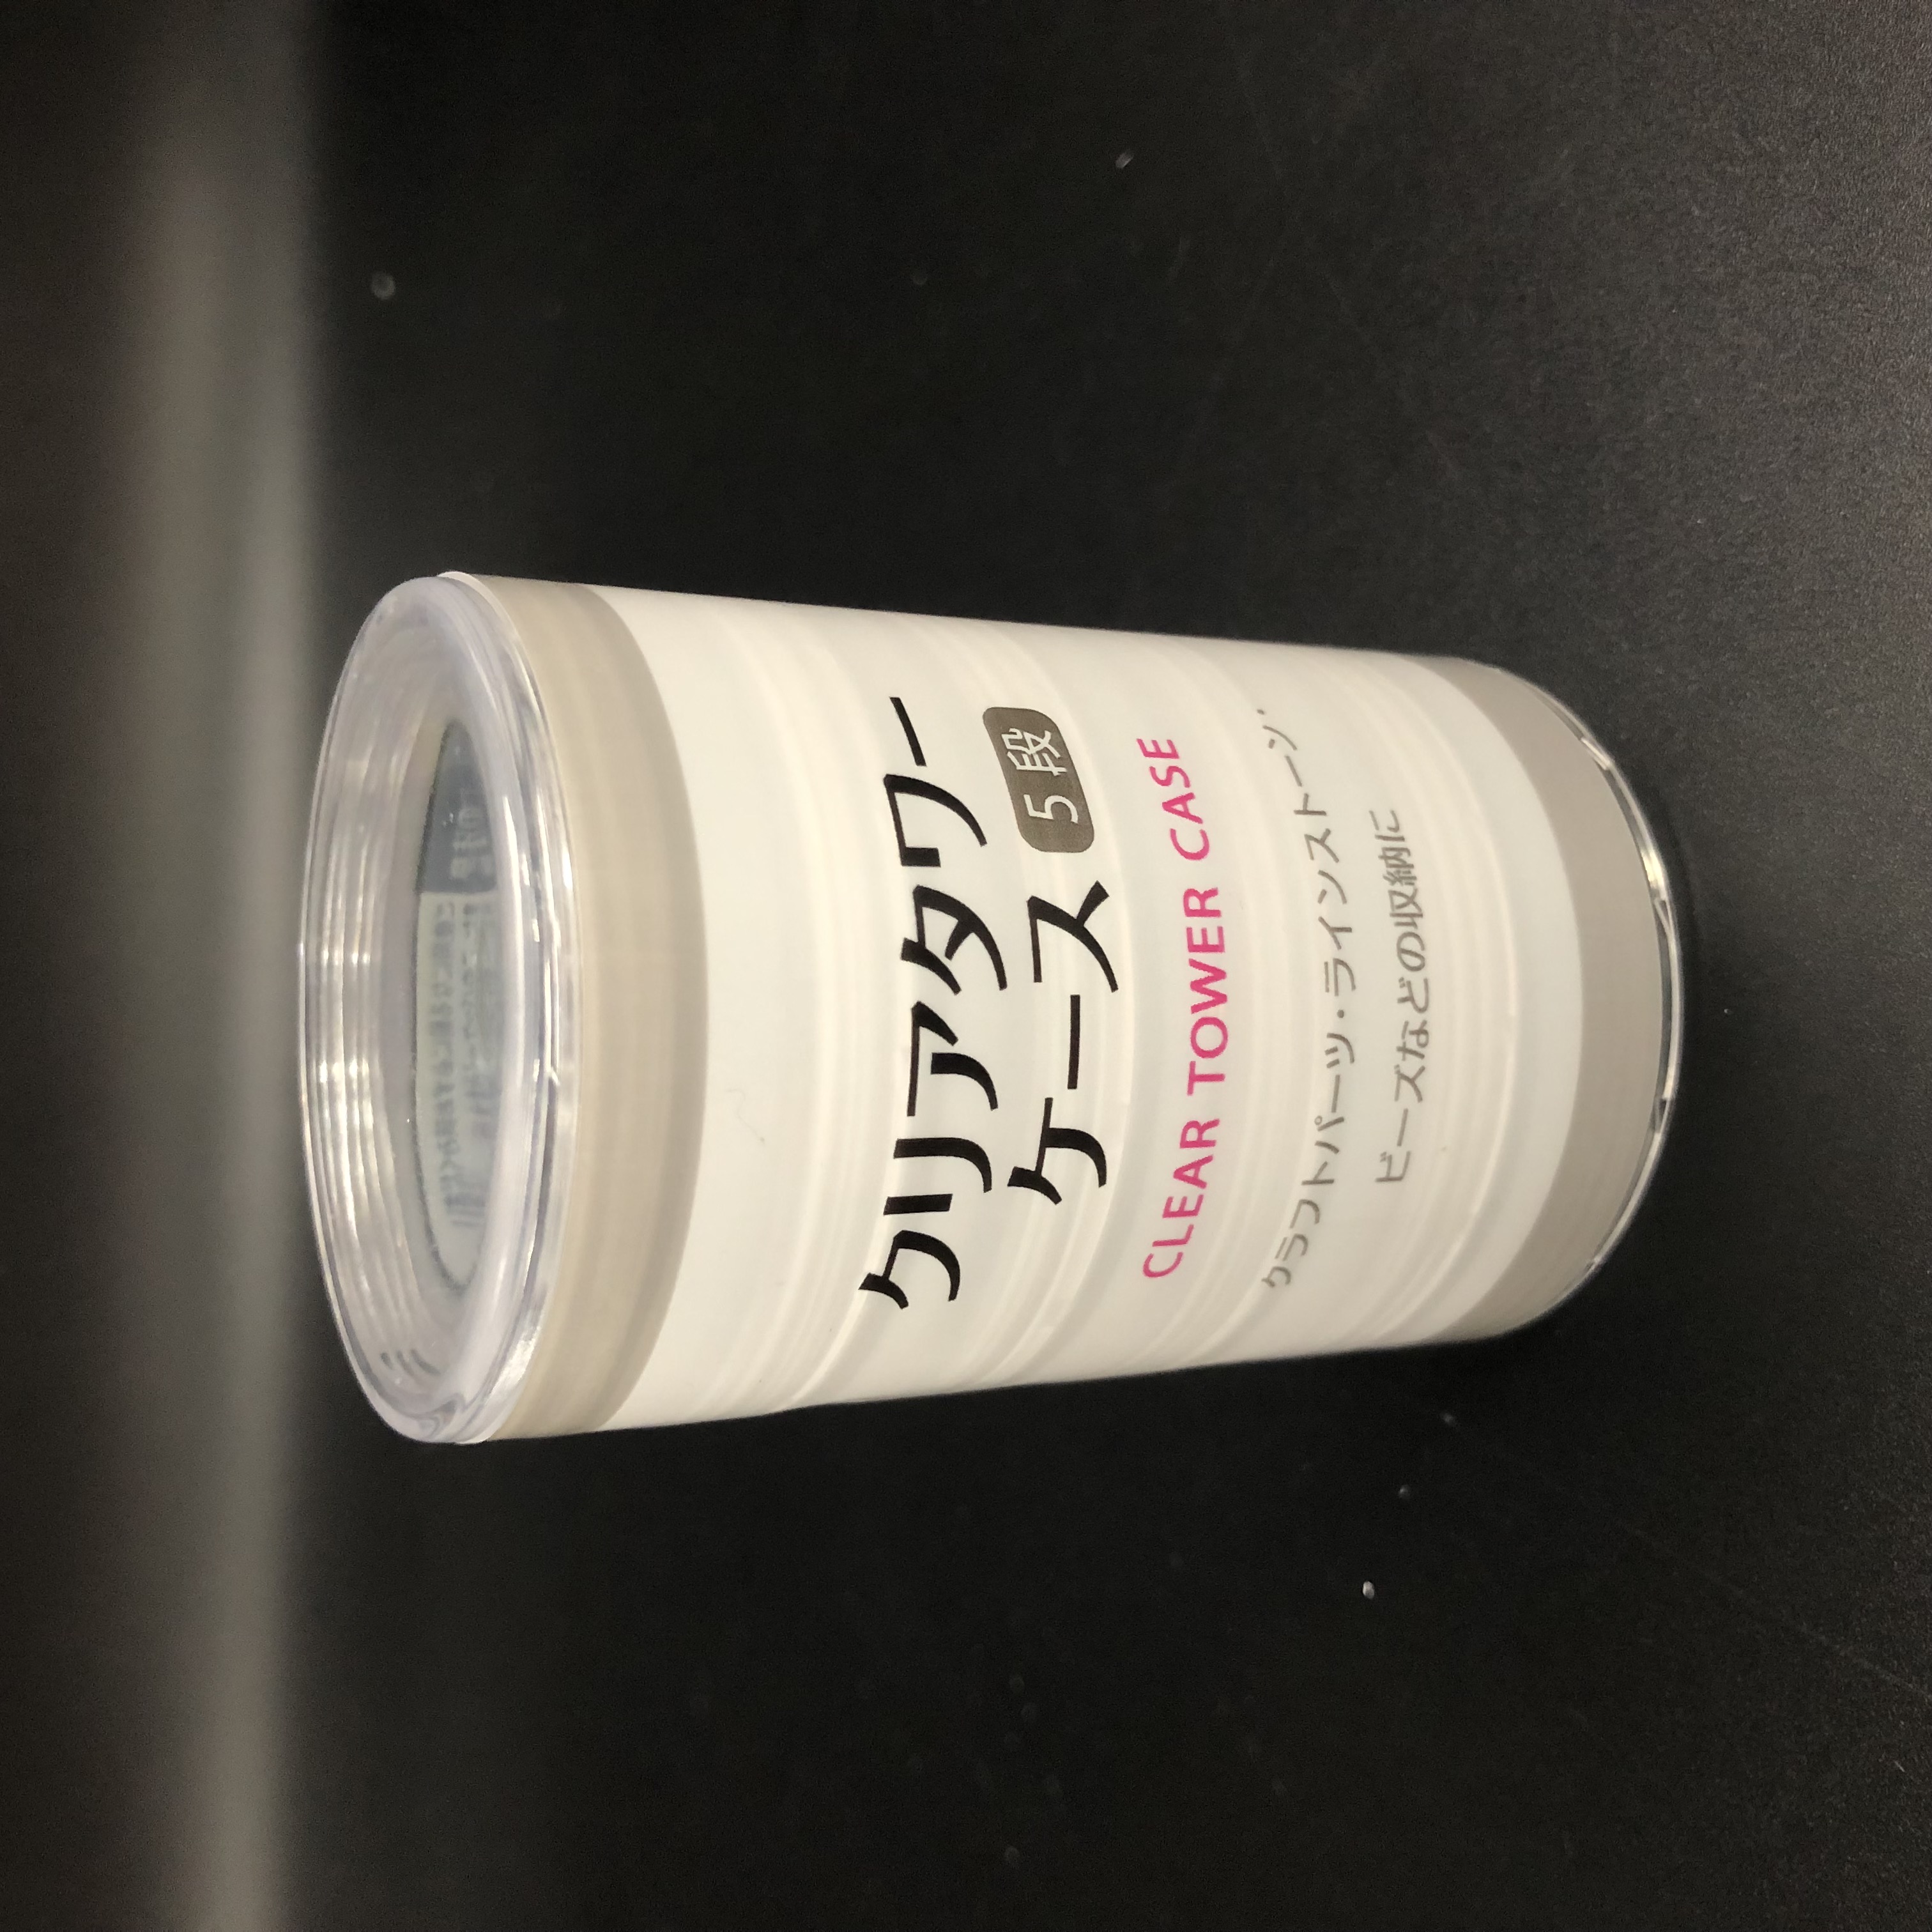 クリアタワー
ケース 5段
CLEAR TOWER CASE
クラフトパーツ・ラインストーン・
ビーズなどの収納に